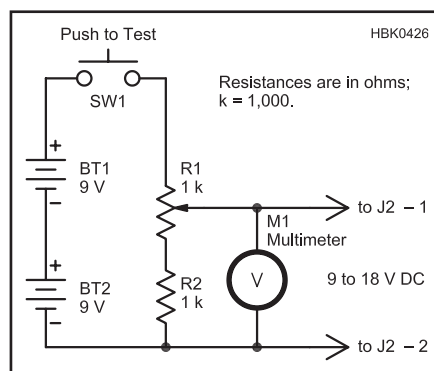 HBK0426
Push to Test
SW1
Resistances are in ohms;
k = 1,000.
+
BT1
9 V
–
R1
1 k
to J2 – 1
M1
Multimeter
+
BT2
9 V
–
R2
1 k
V
9 to 18 V DC
to J2 – 2